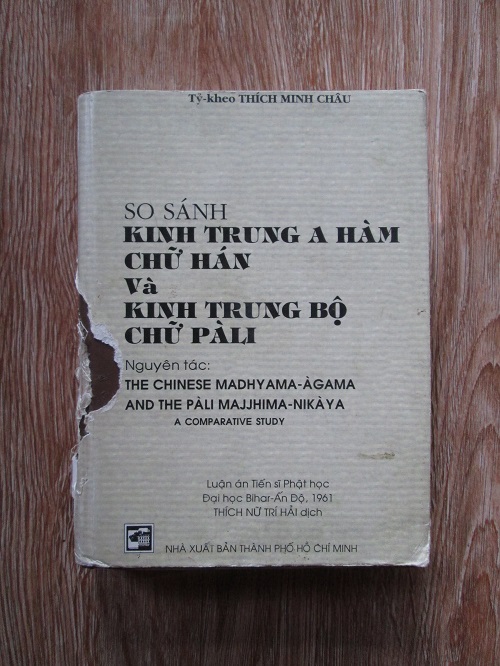 Tỷ-kheo THÍCH MINH CHÂU
SO SÁNH
KINH TRUNG A HÀM
CHỮ HÁN
Và
KINH TRUNG BỘ
CHỮ PÀLI
Nguyên tác:
THE CHINESE MADHYAMA-ÀGAMA
AND THE PÀLI MAJJHIMA-NIKÀYA
A COMPARATIVE STUDY
Luận án Tiến sĩ Phật học
Đại học Bihar-Ấn Độ, 1961
THÍCH NỮ TRÍ HẢI dịch
NHÀ XUẤT BẢN THÀNH PHỐ HỒ CHÍ MINH